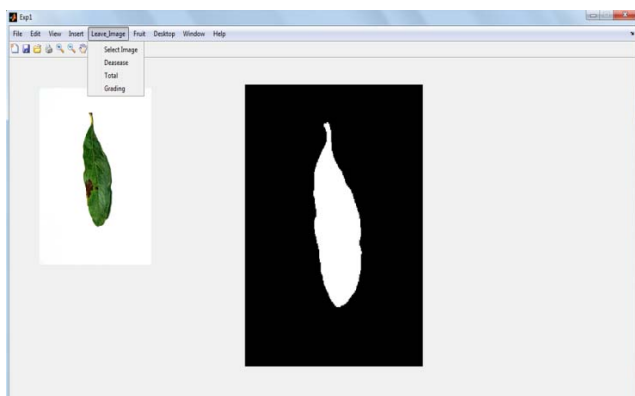 Exp1
File Edit View Insert Leave_Image Fruit Desktop Window Help
Select Image
Deasease
Total
Grading